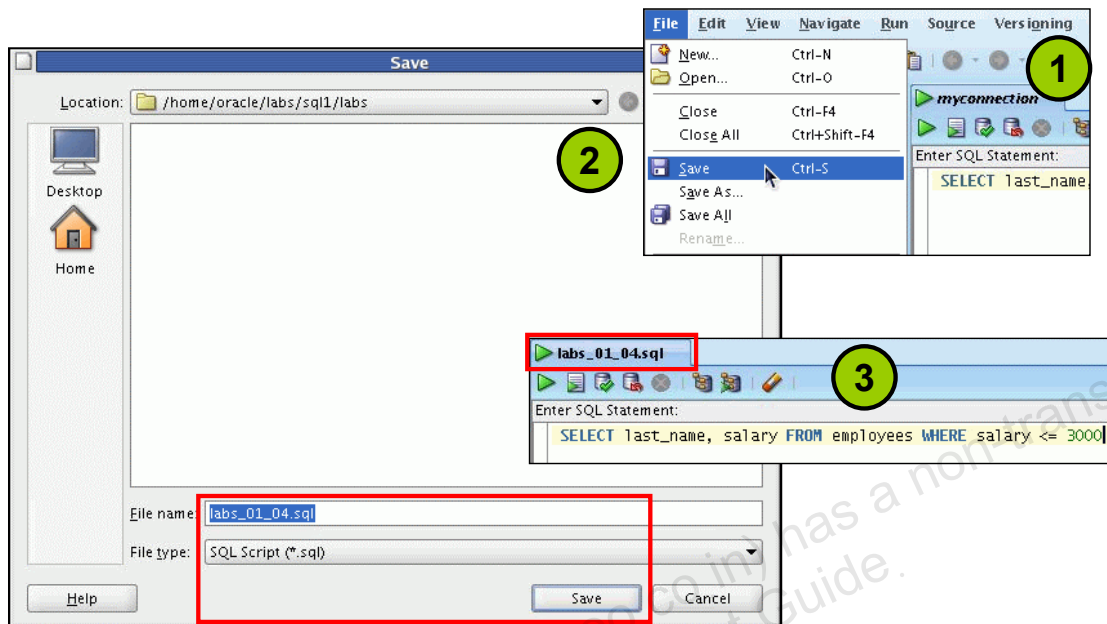 File Edit View Navigate Run Source Versioning
New... Ctrl-N
Open... Ctrl-O
Close Ctrl-F4
Close All Ctrl+Shift-F4
Save Ctrl-S
Save As...
Save All
Rename...
1
myconnection
Enter SQL Statement:
SELECT last_name,
Save
Location: /home/oracle/labs/sql1/labs
2
Desktop
Home
labs_01_04.sql
3
Enter SQL Statement:
SELECT last_name, salary FROM employees WHERE salary <= 3000
File name: labs_01_04.sql
File type: SQL Script (*.sql)
Help Save Cancel
has a non-trans
co in)
Guide.